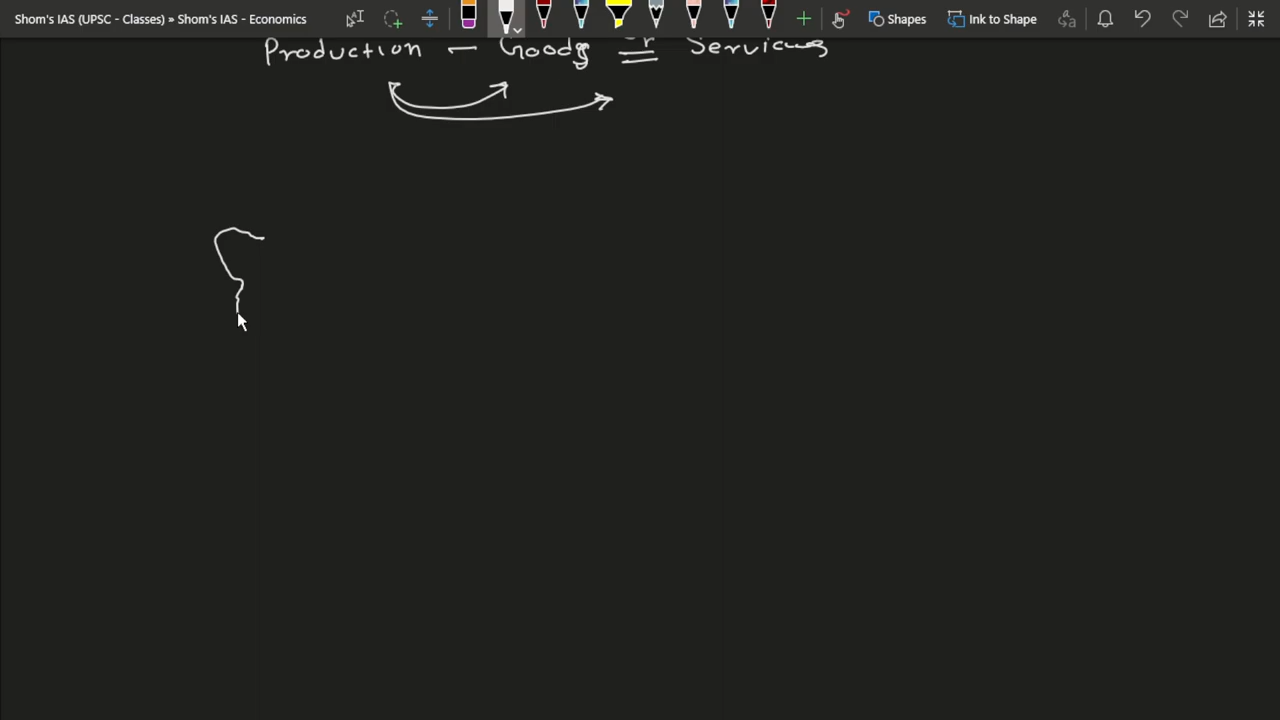 Shom's IAS (UPSC - Classes) » Shom's IAS - Economics
Shapes
Ink to Shape
Production - Goods or Services